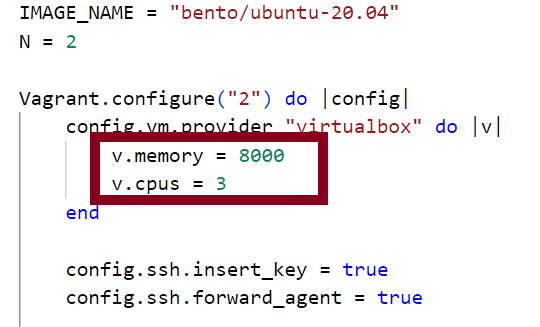 IMAGE_NAME = "bento/ubuntu-20.04"
N = 2
Vagrant.configure("2") do |config|
config.vm.provider "virtualbox" do |v|
v.memory = 8000
v.cpus = 3
end
config.ssh.insert_key = true
config.ssh.forward_agent = true